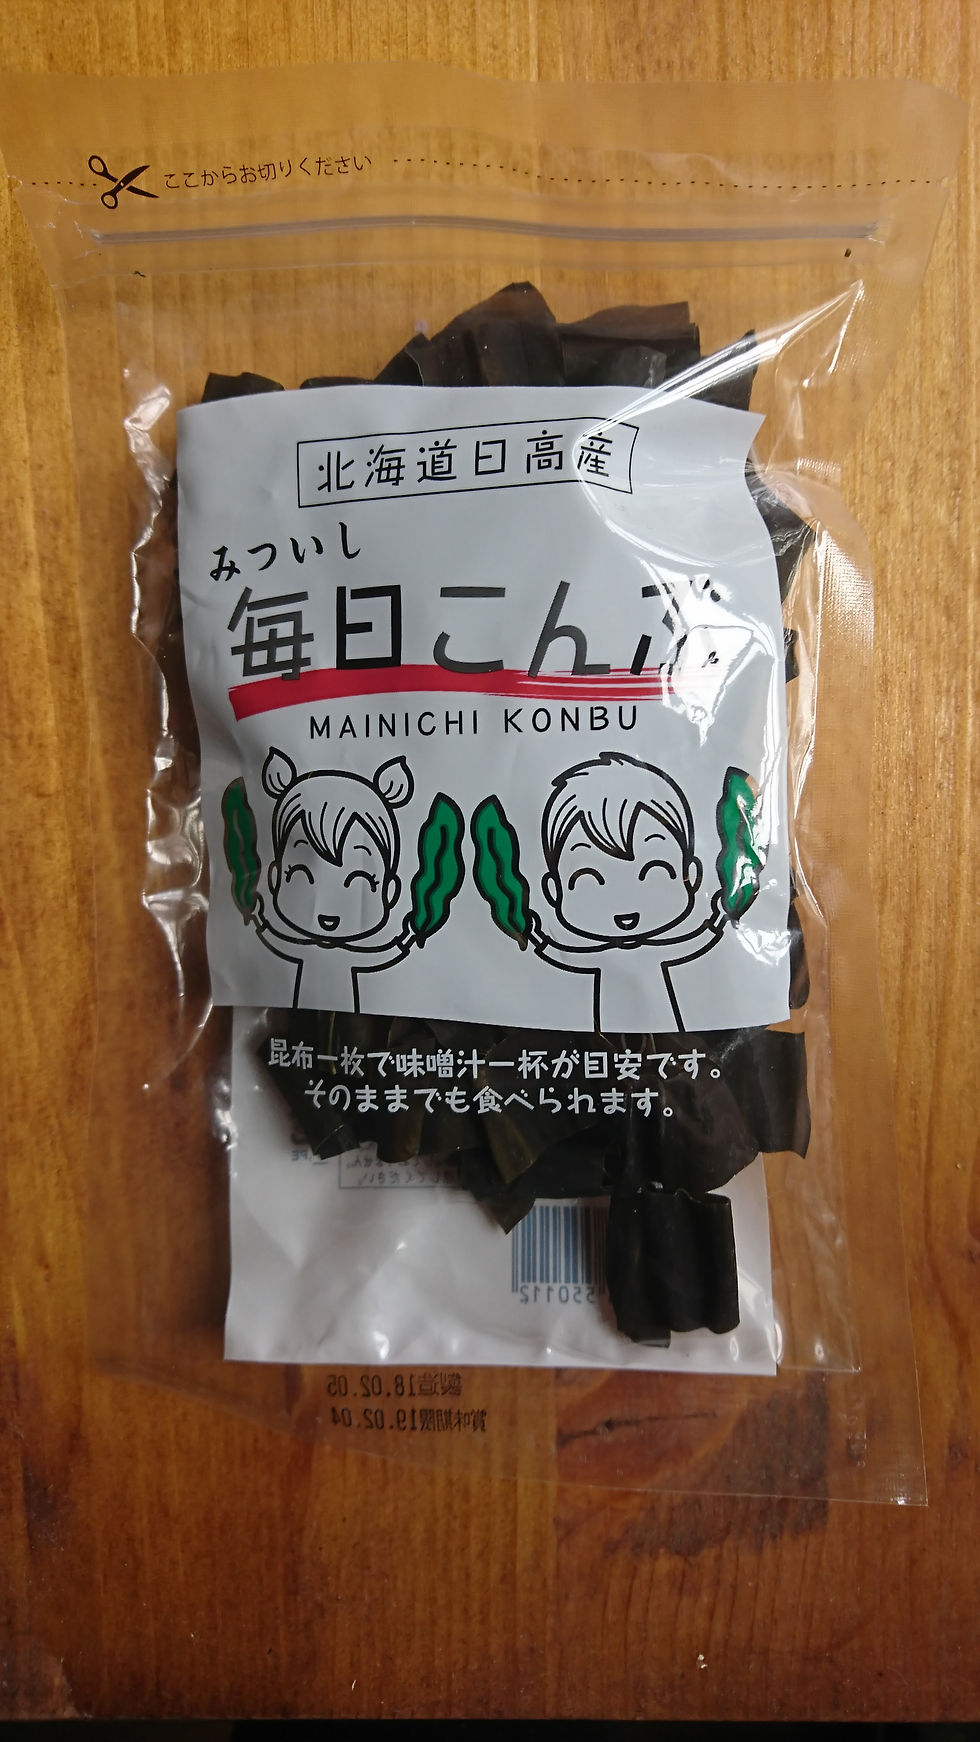 ここからお切りください
北海道日高産
みついし
毎日こんぶ
MAINICHI KONBU
昆布一枚で味噌汁一杯が目安です。
そのままでも食べられます。
550112
製造18.02.05
賞味期限19.02.04